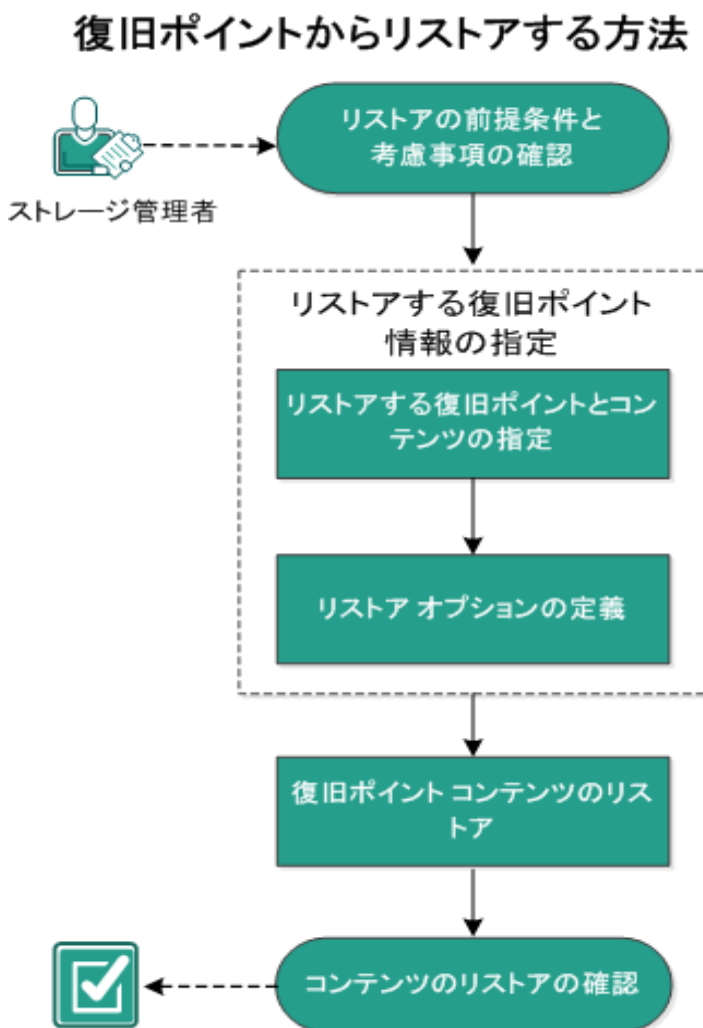 復旧ポイントからリストアする方法
リストアの前提条件と
考慮事項の確認
ストレージ管理者
リストアする復旧ポイント
情報の指定
リストアする復旧ポイントとコン
テンツの指定
リストア オプションの定義
復旧ポイント コンテンツのリス
トア
コンテンツのリストアの確認